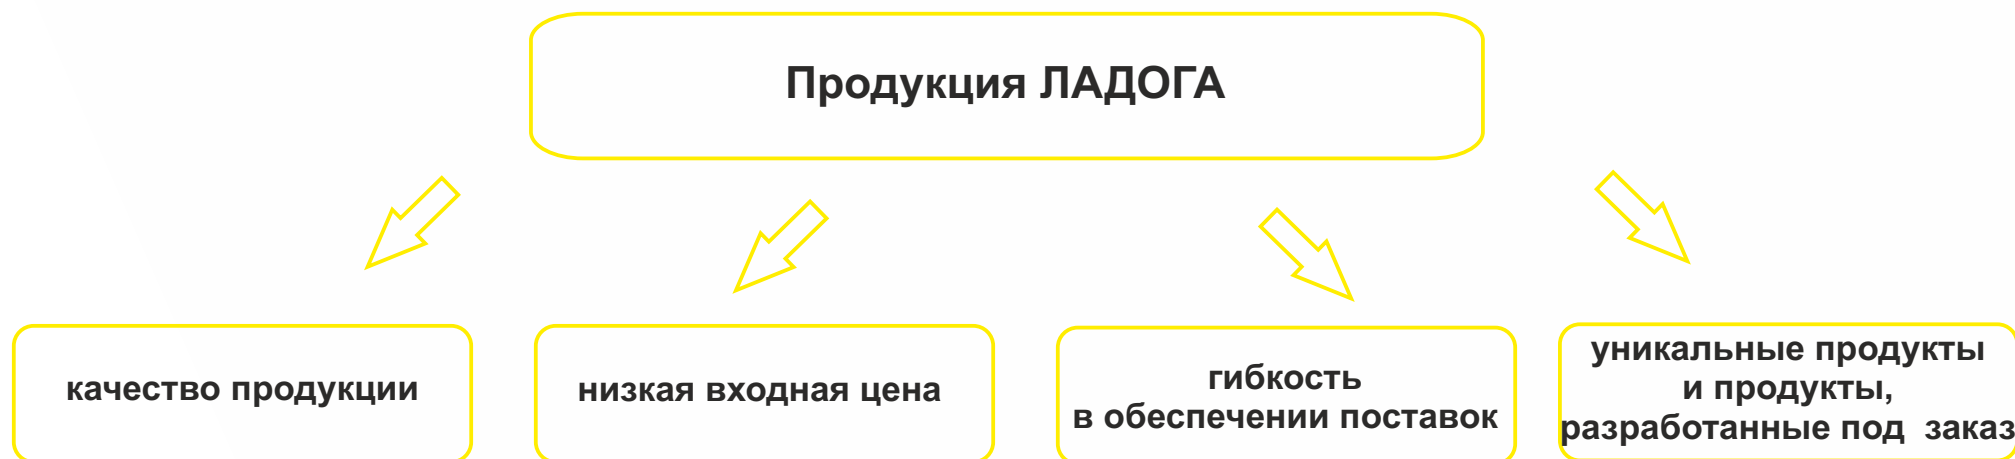 Продукция ЛАДОГА
качество продукции
низкая входная цена
гибкость
в обеспечении поставок
уникальные продукты
и продукты,
разработанные под  заказ